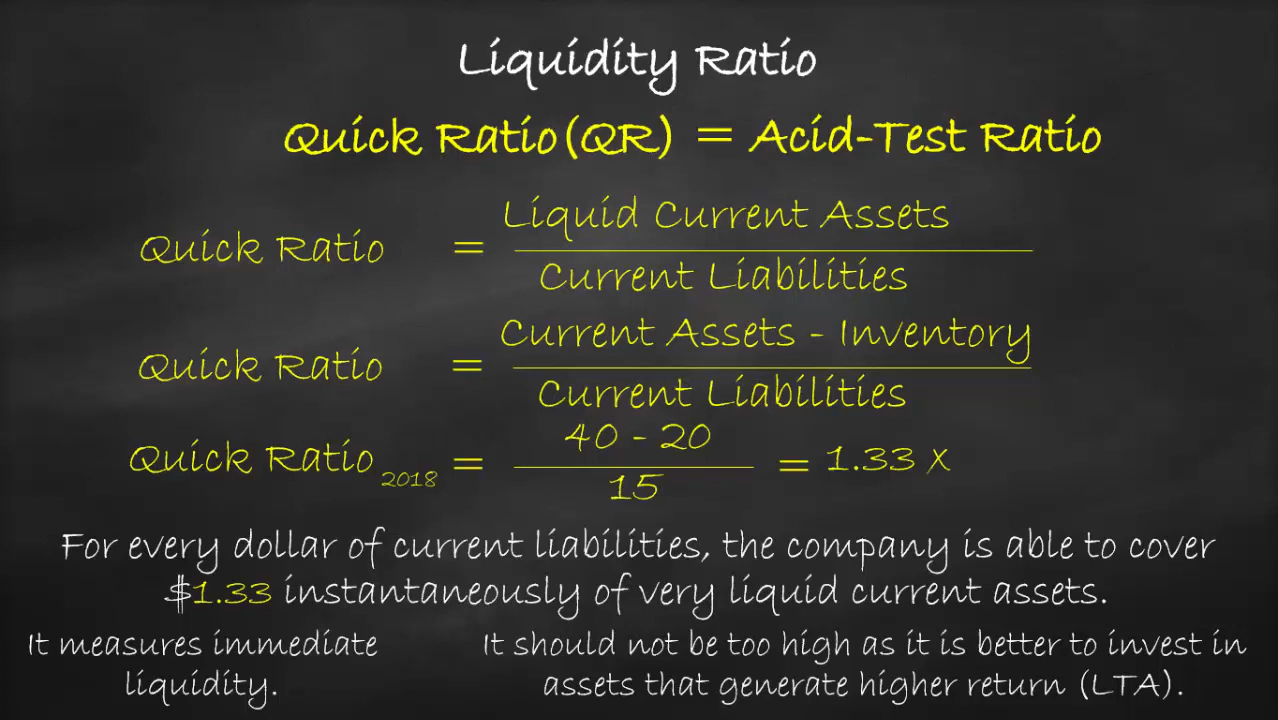 Liquidity Ratio
Quick Ratio(QR) = Acid-Test Ratio
Quick Ratio = Liquid Current Assets
Current Liabilities
Quick Ratio = Current Assets - Inventory
Current Liabilities
Quick Ratio 2018 = 40 - 20
15
= 1.33 X
For every dollar of current liabilities, the company is able to cover
$1.33 instantaneously of very liquid current assets.
It measures immediate
liquidity.
It should not be too high as it is better to invest in
assets that generate higher return (LTA).